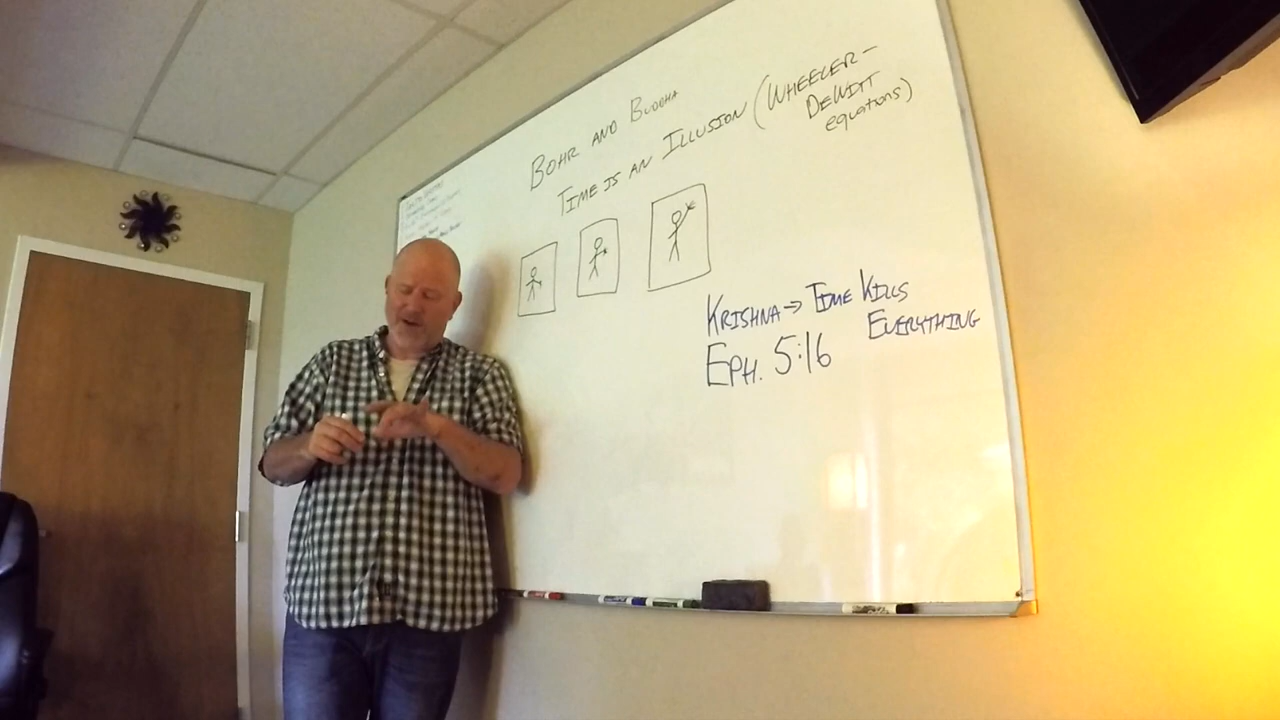 BOHR AND BUDDHA
TIME IS AN ILLUSION (WHEELER-
DEWITT
equations)
KRISHNA → TIME KILLS
EVERYTHING
EPH. 5:16